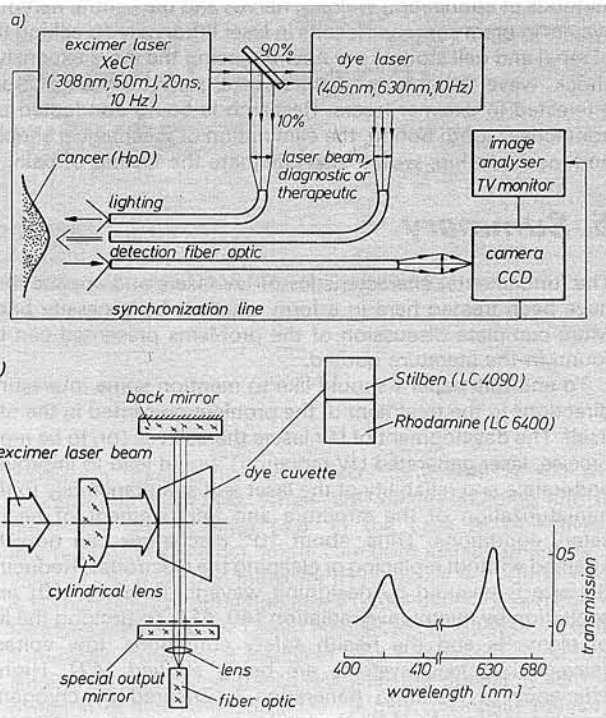 a)
excimer laser
XeCl
(308nm, 50mJ, 20ns,
10 Hz)
90%
10%
dye laser
(405nm, 630nm, 10Hz)
cancer (HpD)
laser beam
diagnostic or
therapeutic
image
analyser
TV monitor
lighting
detection fiber optic
camera
CCD
synchronization line
)
back mirror
Stilben (LC 4090)
Rhodamine (LC 6400)
excimer laser beam
dye cuvette
cylindrical lens
special output
mirror
lens
fiber optic
05
0
transmission
400
410
630
680
wavelength [nm]